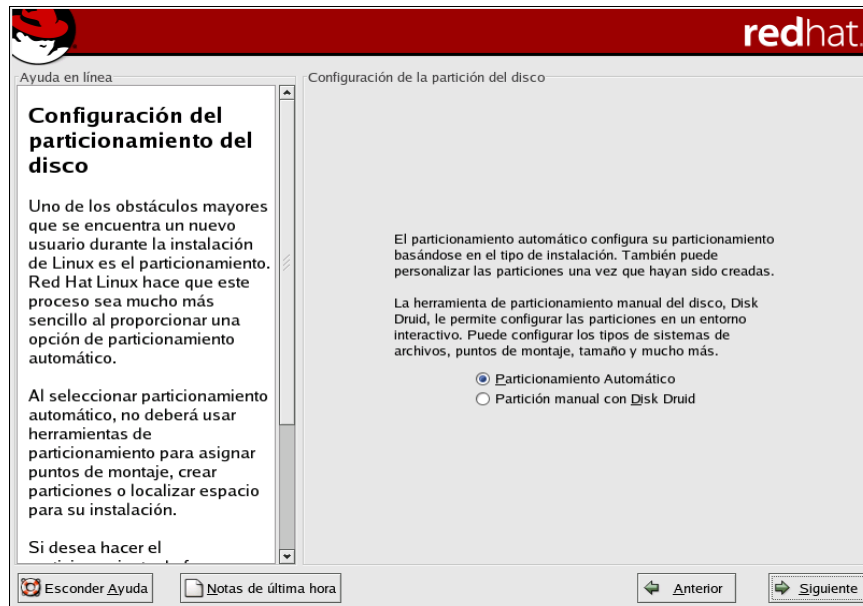 redhat.
Ayuda en línea
Configuración del
particionamiento del
disco
Uno de los obstáculos mayores
que se encuentra un nuevo
usuario durante la instalación
de Linux es el particionamiento.
Red Hat Linux hace que este
proceso sea mucho más
sencillo al proporcionar una
opción de particionamiento
automático.
Al seleccionar particionamiento
automático, no deberá usar
herramientas de
particionamiento para asignar
puntos de montaje, crear
particiones o localizar espacio
para su instalación.
Si desea hacer el
Configuración de la partición del disco
El particionamiento automático configura su particionamiento
basándose en el tipo de instalación. También puede
personalizar las particiones una vez que hayan sido creadas.
La herramienta de particionamiento manual del disco, Disk
Druid, le permite configurar las particiones en un entorno
interactivo. Puede configurar los tipos de sistemas de
archivos, puntos de montaje, tamaño y mucho más.
Particionamiento Automático
Partición manual con Disk Druid
Esconder Ayuda
Notas de última hora
Anterior
Siguiente